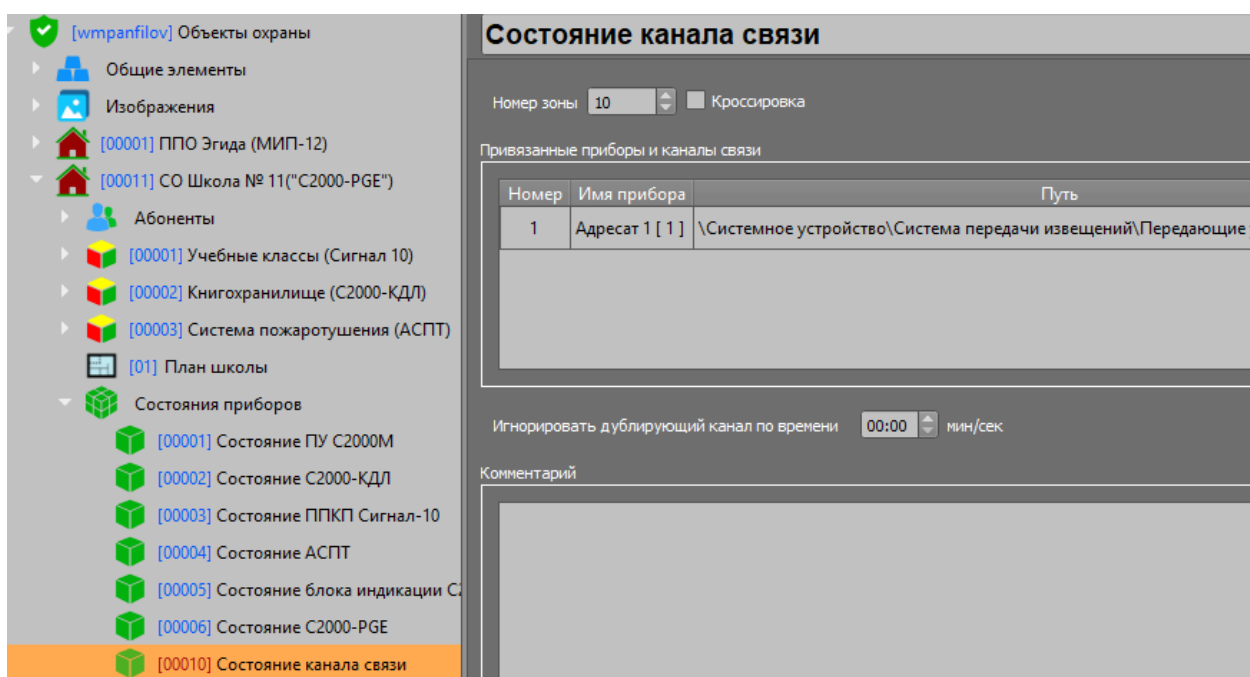 [wmpanfilov] Объекты охраны
Общие элементы
Изображения
[00001] ППО Эгида (МИП-12)
[00011] СО Школа № 11("С2000-PGE")
Абоненты
[00001] Учебные классы (Сигнал 10)
[00002] Книгохранилище (С2000-КДЛ)
[00003] Система пожаротушения (АСПТ)
[01] План школы
Состояния приборов
[00001] Состояние ПУ С2000М
[00002] Состояние С2000-КДЛ
[00003] Состояние ППКП Сигнал-10
[00004] Состояние АСПТ
[00005] Состояние блока индикации С2
[00006] Состояние С2000-PGE
[00010] Состояние канала связи
Состояние канала связи
Номер зоны 10 Кроссировка
Привязанные приборы и каналы связи
Номер Имя прибора Путь
1 Адресат 1 [ 1 ] \Системное устройство\Система передачи извещений\Передающие
Игнорировать дублирующий канал по времени 00:00 мин/сек
Комментарий